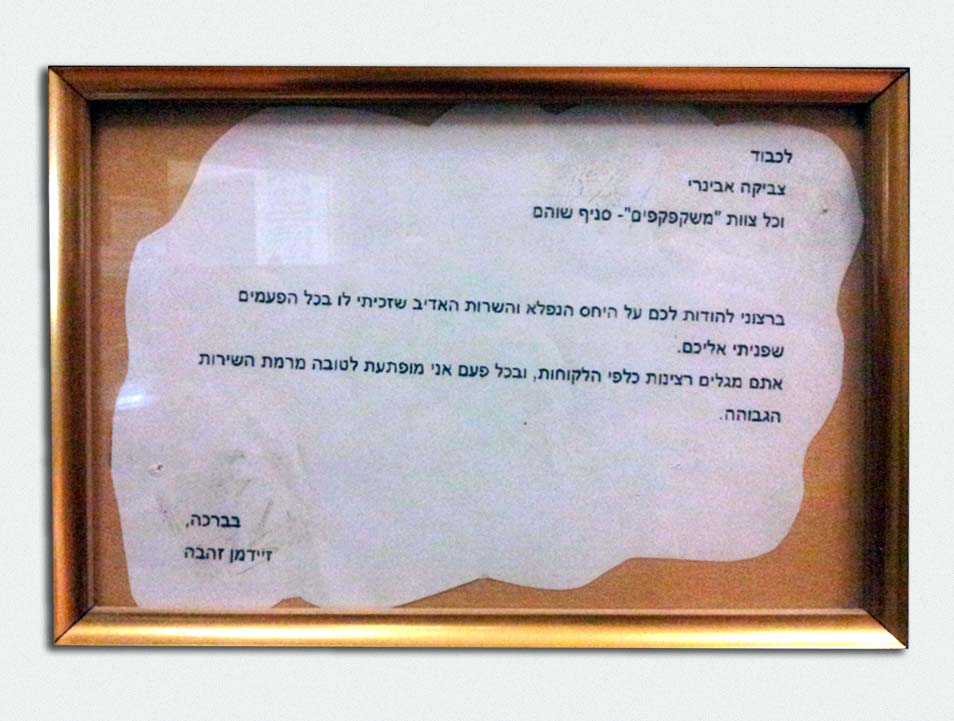 לכבוד
צביקה אבינרי
וכל צוות "משקפקפים"- סניף שוהם
ברצוני להודות לכם על היחס הנפלא והשרות האדיב שזכיתי לו בכל הפעמים
שפניתי אליכם.
אתם מגלים רצינות כלפי הלקוחות, ובכל פעם אני מופתעת לטובה מרמת השירות
הגבוהה.
בברכה,
זיידמן זהבה